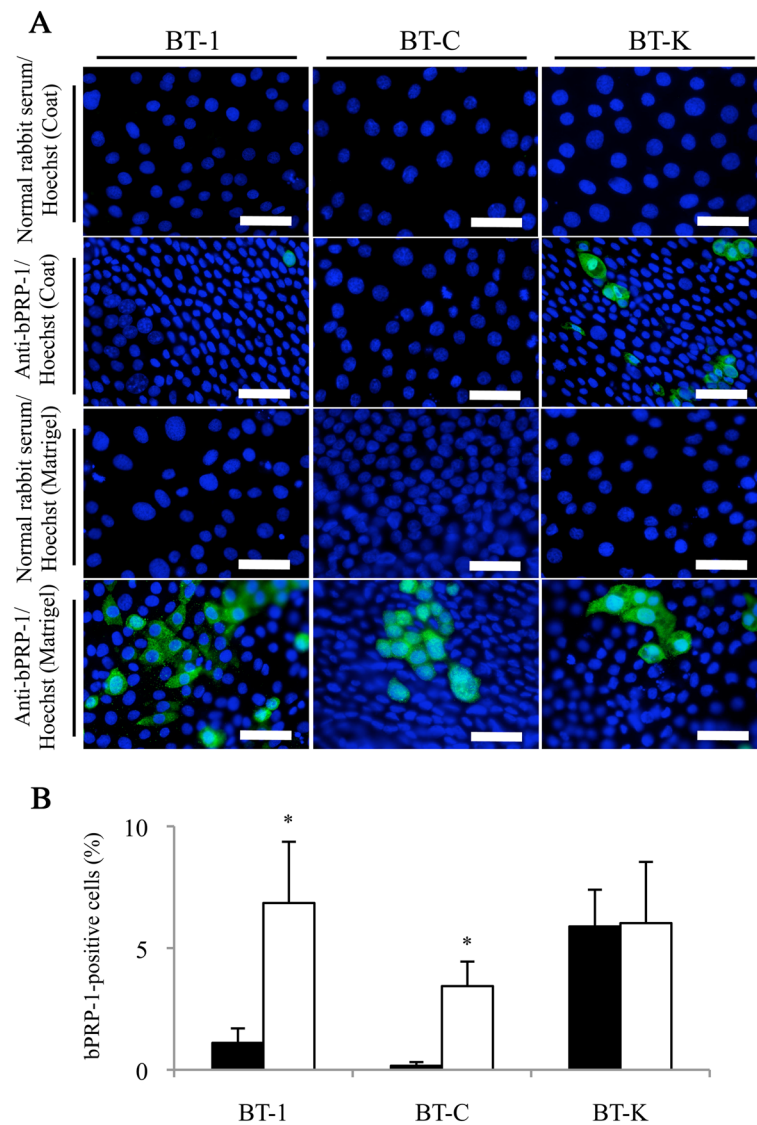 A
BT-1 BT-C BT-K
Normal rabbit serum/
Hoechst (Coat)
Anti-bPRP-1/
Hoechst (Coat)
Normal rabbit serum/
Hoechst (Matrigel)
Anti-bPRP-1/
Hoechst (Matrigel)
B
bPRP-1-positive cells (%)
10
5
0
* *
BT-1 BT-C BT-K